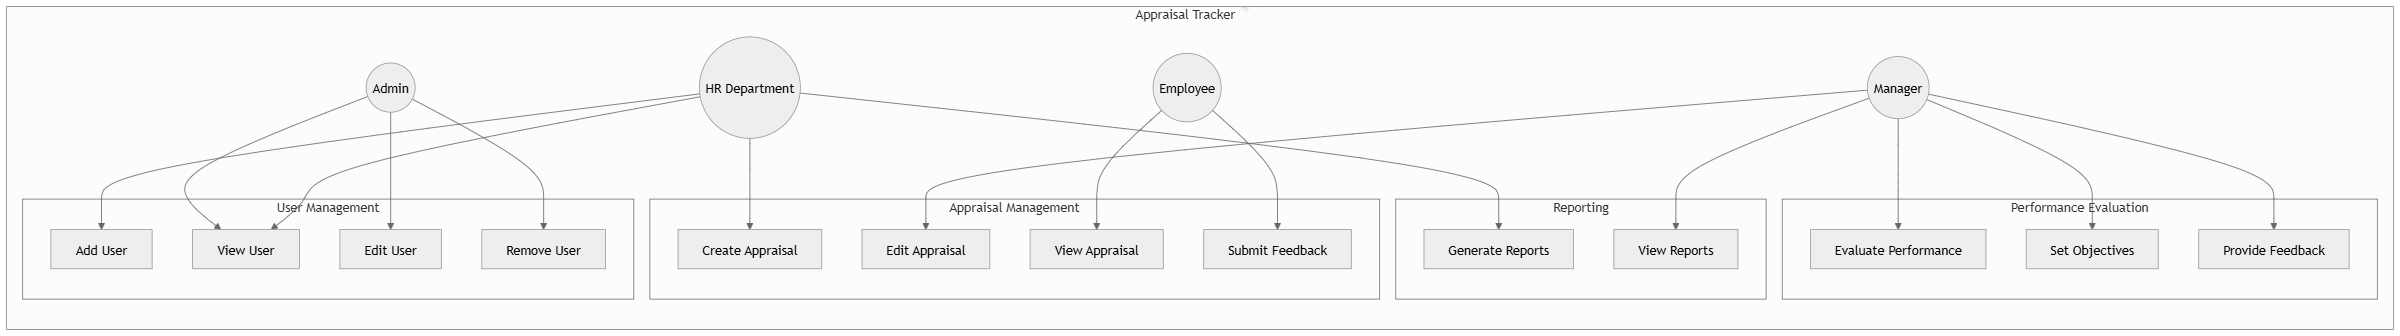 Appraisal Tracker
Admin
HR Department
Employee
Manager
User Management
Appraisal Management
Reporting
Performance Evaluation
Add User
View User
Edit User
Remove User
Create Appraisal
Edit Appraisal
View Appraisal
Submit Feedback
Generate Reports
View Reports
Evaluate Performance
Set Objectives
Provide Feedback